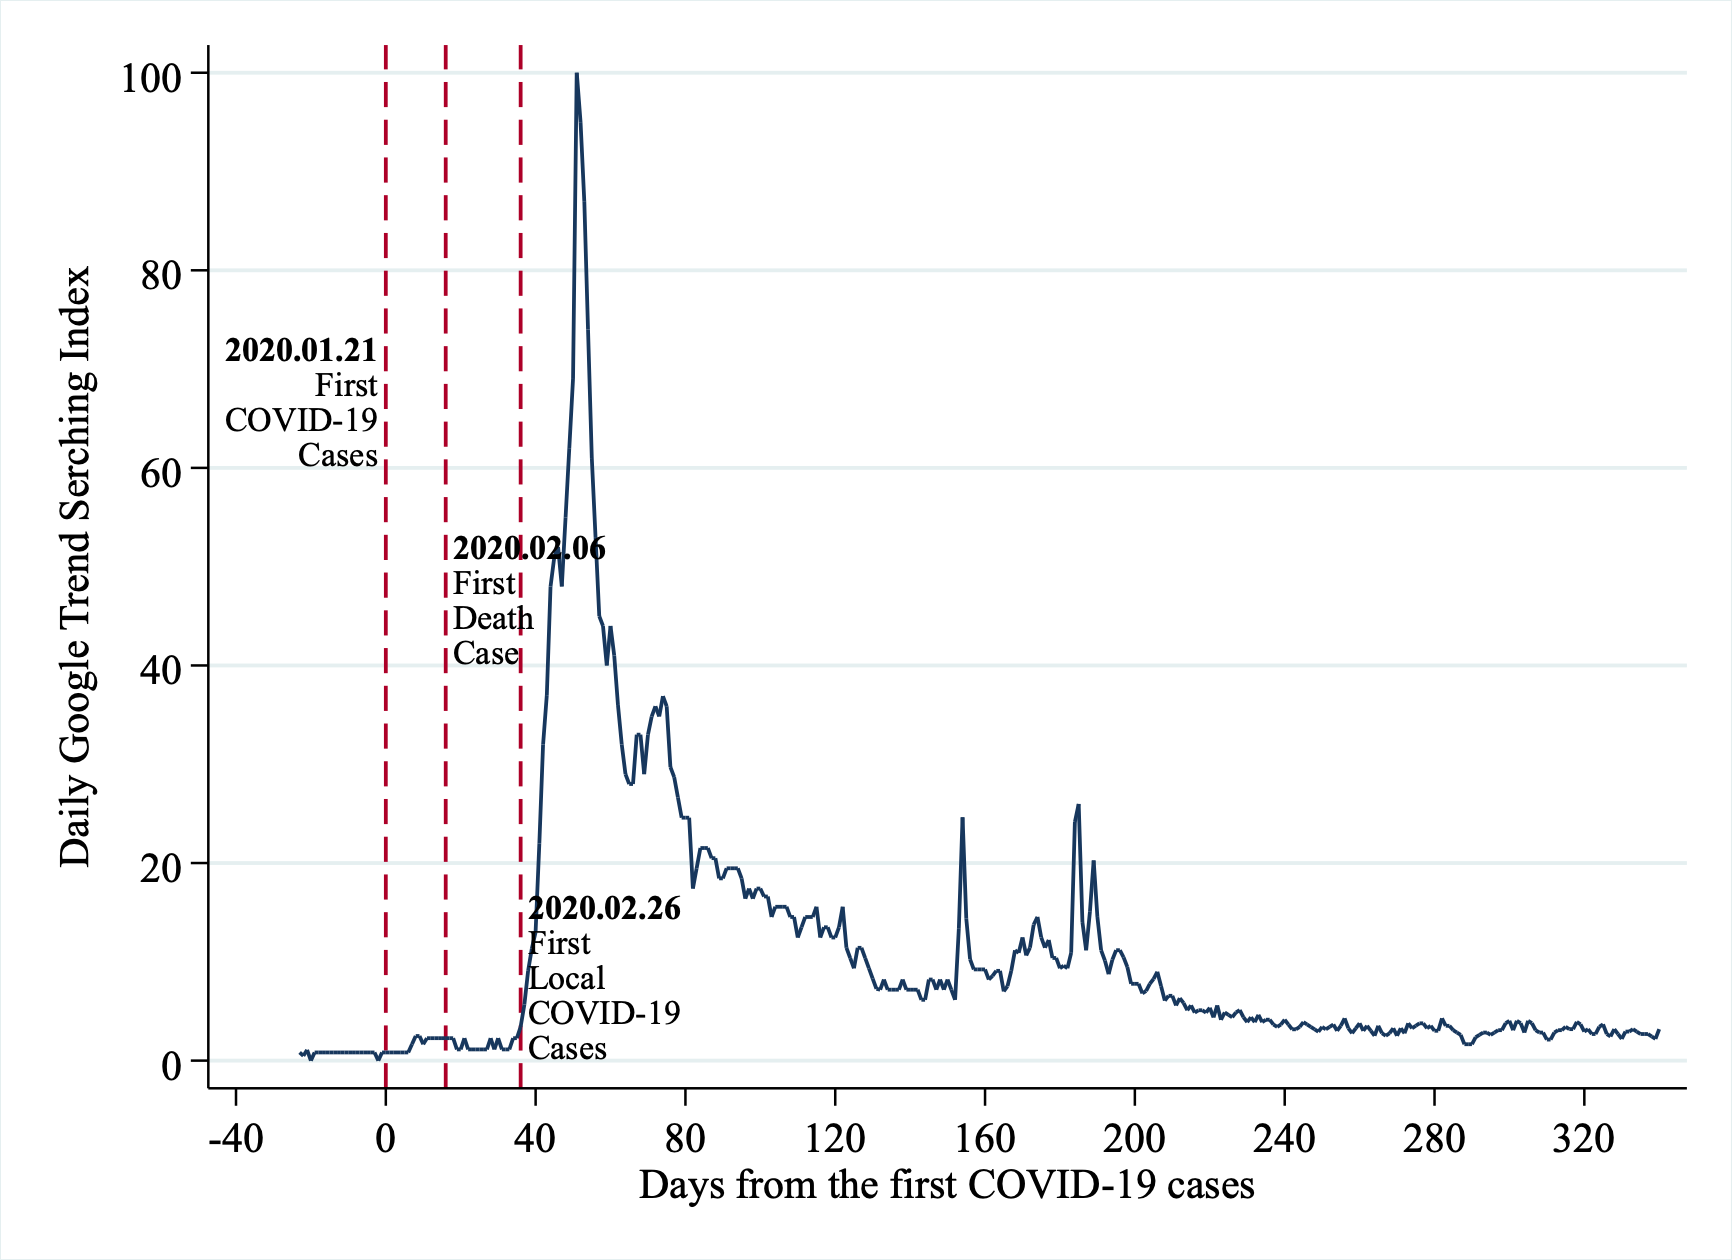 Daily Google Trend Serching Index
100
80
60
40
20
0
2020.01.21
First
COVID-19
Cases
2020.02.06
First
Death
Case
2020.02.26
First
Local
COVID-19
Cases
-40 0 40 80 120 160 200 240 280 320
Days from the first COVID-19 cases